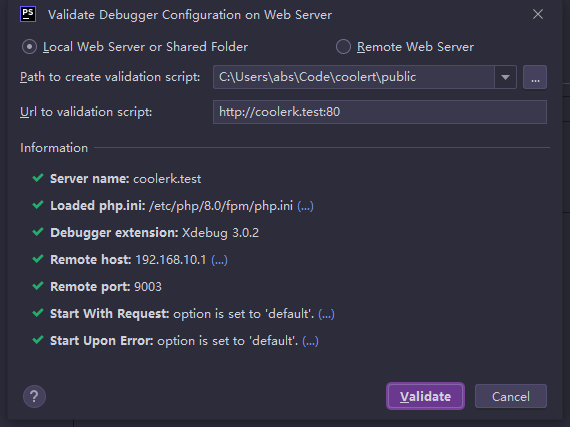 PS Validate Debugger Configuration on Web Server
Local Web Server or Shared Folder Remote Web Server
Path to create validation script: C:\Users\abs\Code\coolert\public ...
Url to validation script: http://coolerk.test:80
Information
Server name: coolerk.test
Loaded php.ini: /etc/php/8.0/fpm/php.ini (...)
Debugger extension: Xdebug 3.0.2
Remote host: 192.168.10.1 (...)
Remote port: 9003
Start With Request: option is set to 'default'. (...)
Start Upon Error: option is set to 'default'. (...)
? Validate Cancel